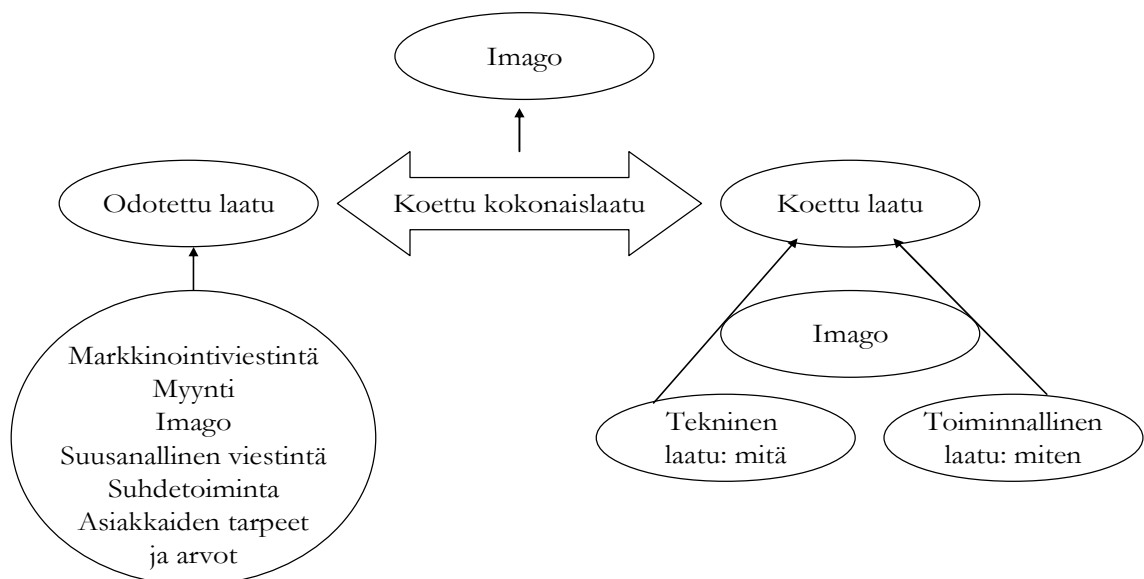 Imago
Odotettu laatu
Koettu kokonaislaatu
Koettu laatu
Markkinointiviestintä
Myynti
Imago
Suusanallinen viestintä
Suhdetoiminta
Asiakkaiden tarpeet
ja arvot
Imago
Tekninen
laatu: mitä
Toiminnallinen
laatu: miten